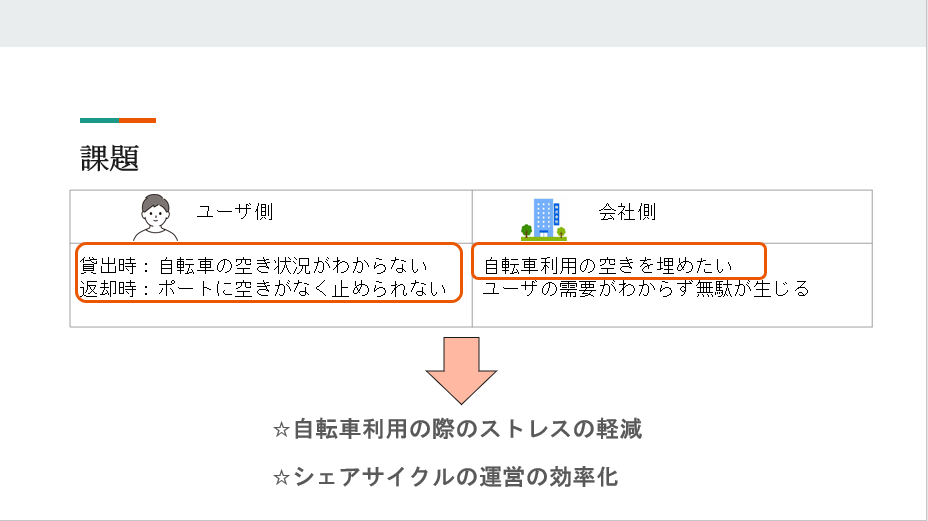 課題
ユーザ側
会社側
貸出時：自転車の空き状況がわからない
返却時：ポートに空きがなく止められない
自転車利用の空きを埋めたい
ユーザの需要がわからず無駄が生じる
☆自転車利用の際のストレスの軽減
☆シェアサイクルの運営の効率化